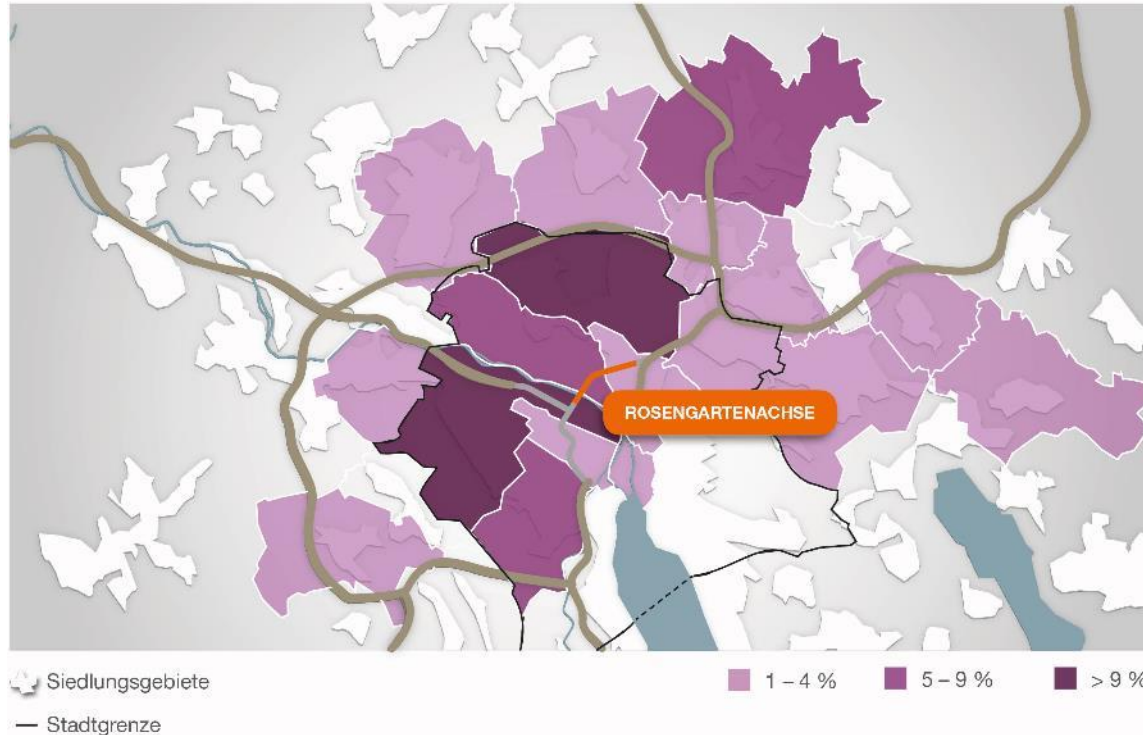 ROSENGARTENACHSE
Siedlungsgebiete
1 – 4 %
5 – 9 %
> 9 %
Stadtgrenze